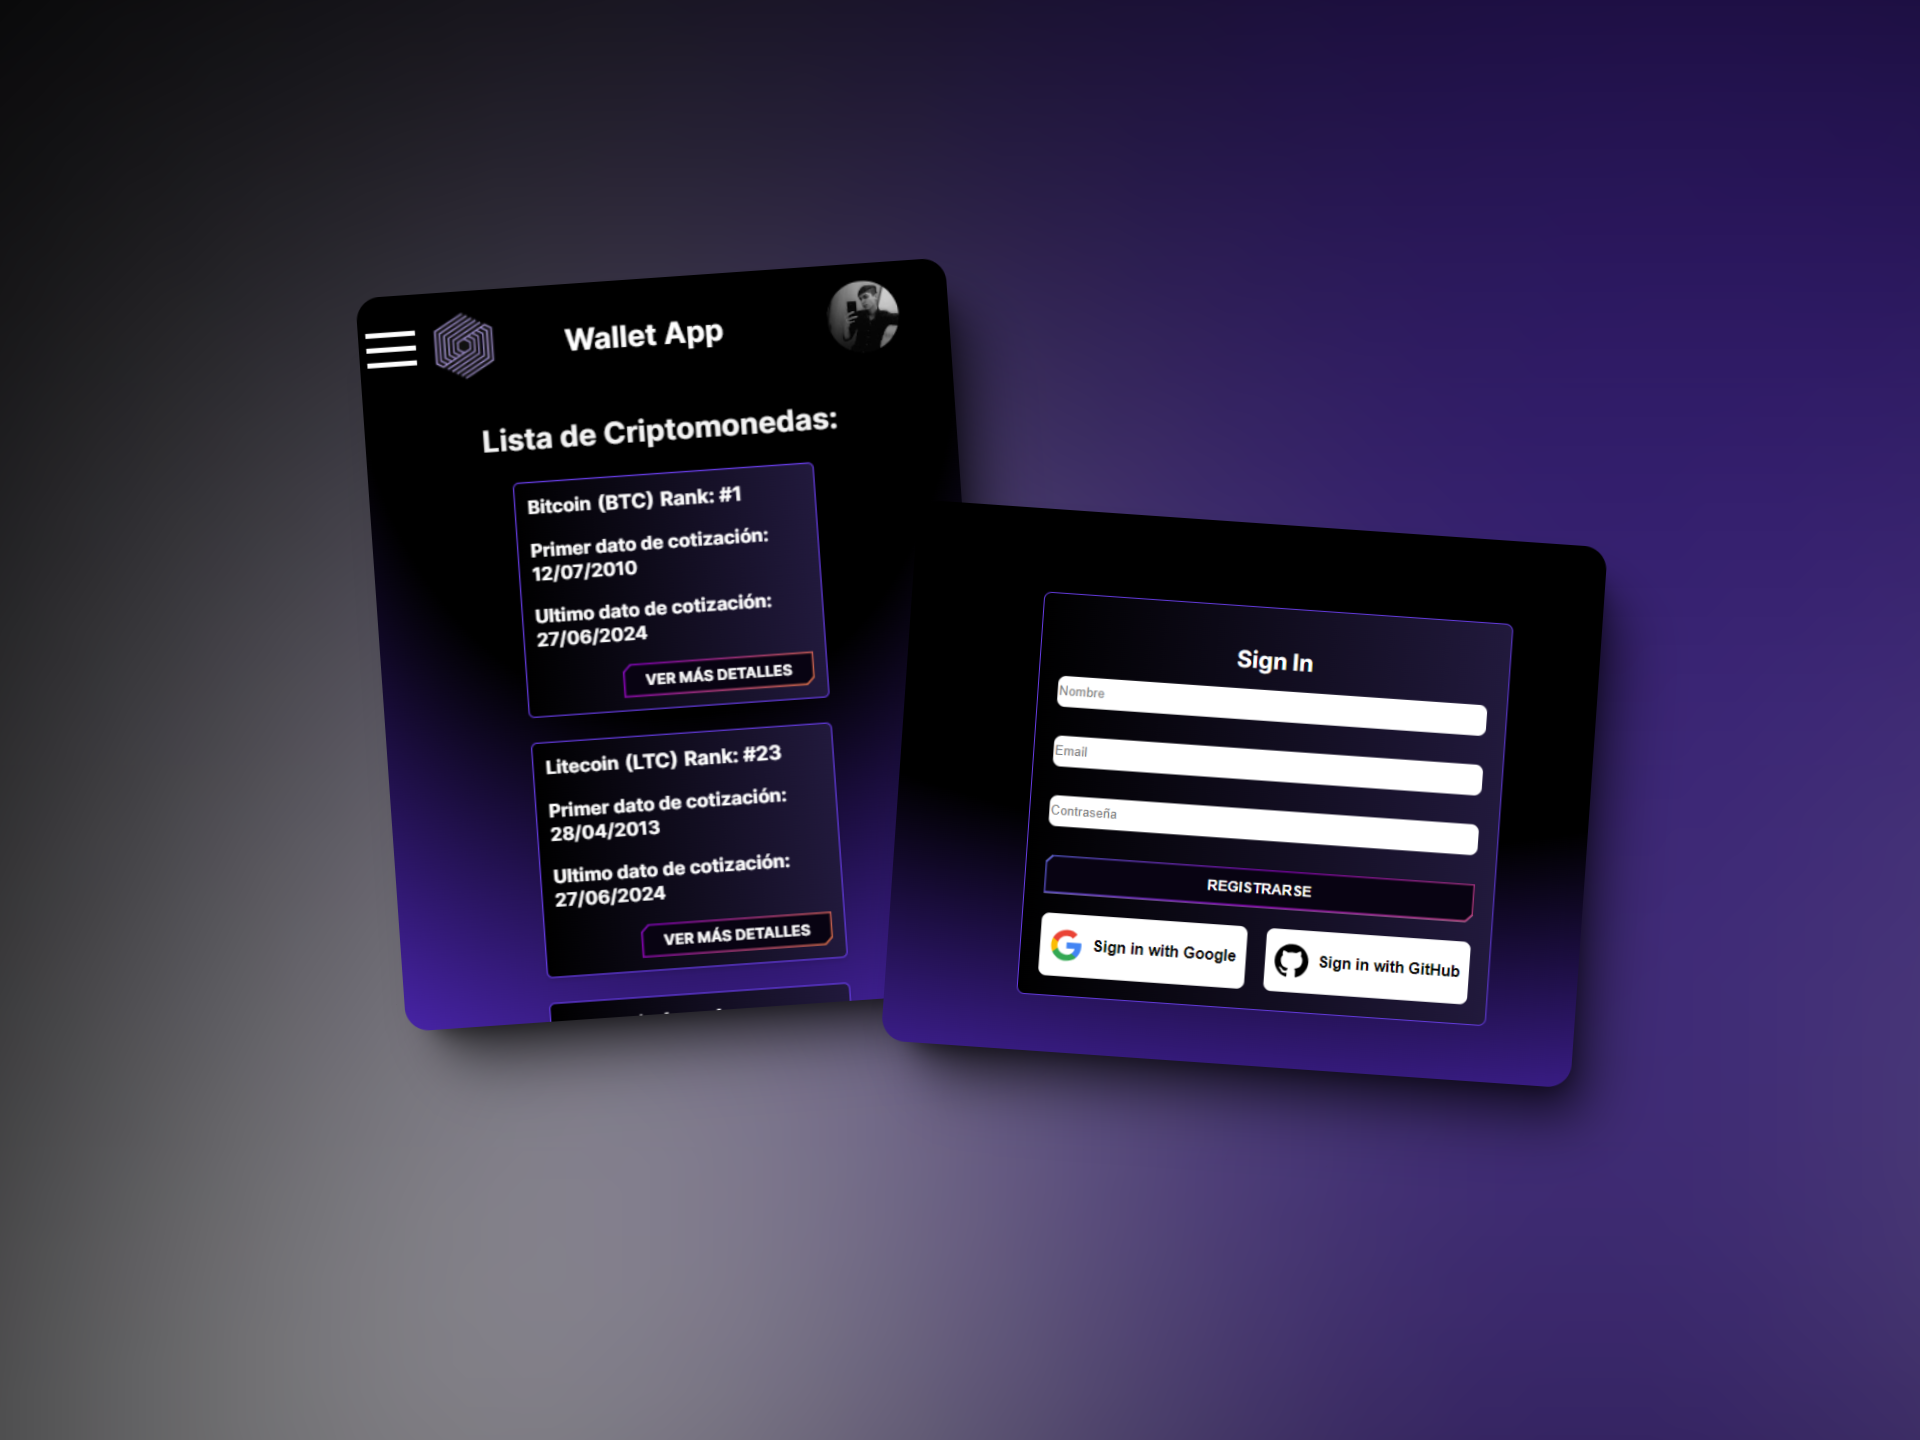 Wallet App
Lista de Criptomonedas:
Bitcoin (BTC) Rank: #1
Primer dato de cotización:
12/07/2010
Ultimo dato de cotización:
27/06/2024
VER MÁS DETALLES
Litecoin (LTC) Rank: #23
Primer dato de cotización:
28/04/2013
Ultimo dato de cotización:
27/06/2024
VER MÁS DETALLES
Sign In
Nombre
Email
Contraseña
REGISTRARSE
Sign in with Google
Sign in with GitHub